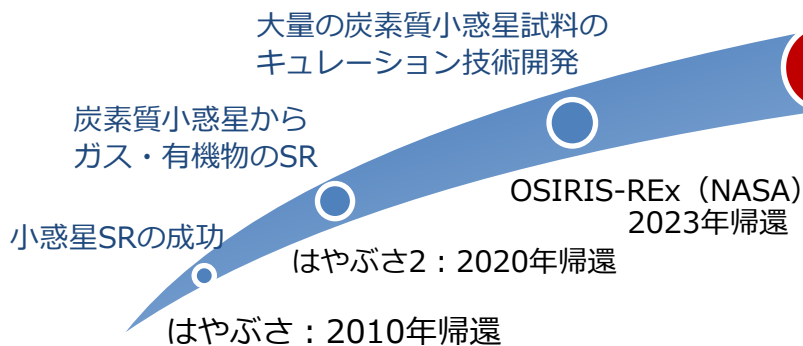 大量の炭素質小惑星試料の
キュレーション技術開発
炭素質小惑星から
ガス・有機物のSR
小惑星SRの成功
OSIRIS-REx（NASA）
2023年帰還
はやぶさ2：2020年帰還
はやぶさ：2010年帰還